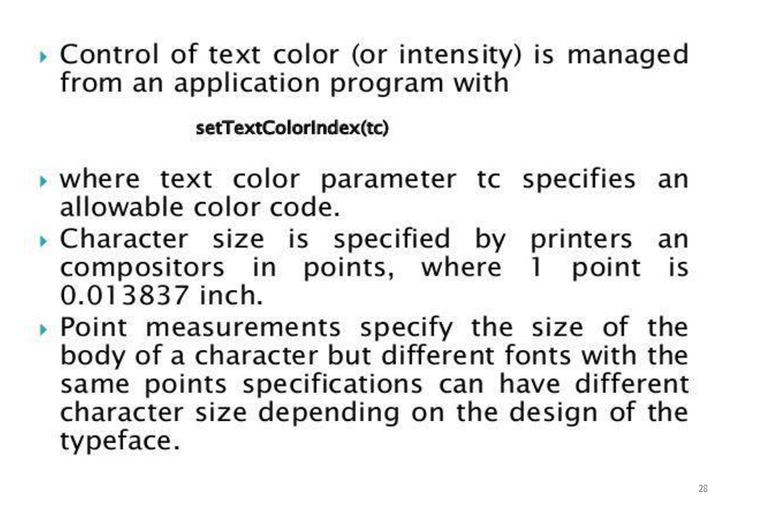 Control of text color (or intensity) is managed
from an application program with
setTextColorIndex(tc)
where text color parameter tc specifies an
allowable color code.
Character size is specified by printers an
compositors in points, where 1 point is
0.013837 inch.
Point measurements specify the size of the
body of a character but different fonts with the
same points specifications can have different
character size depending on the design of the
typeface.
28